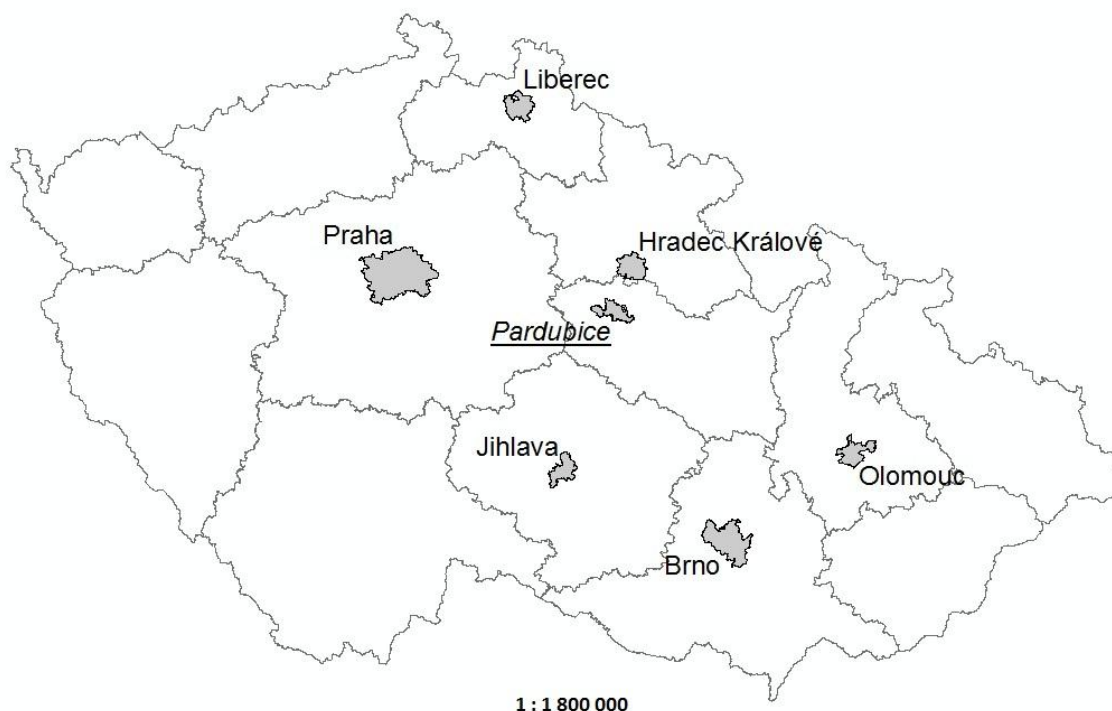 Liberec
Praha
Hradec Králové
Pardubice
Jihlava
Olomouc
Brno
1 : 1 800 000